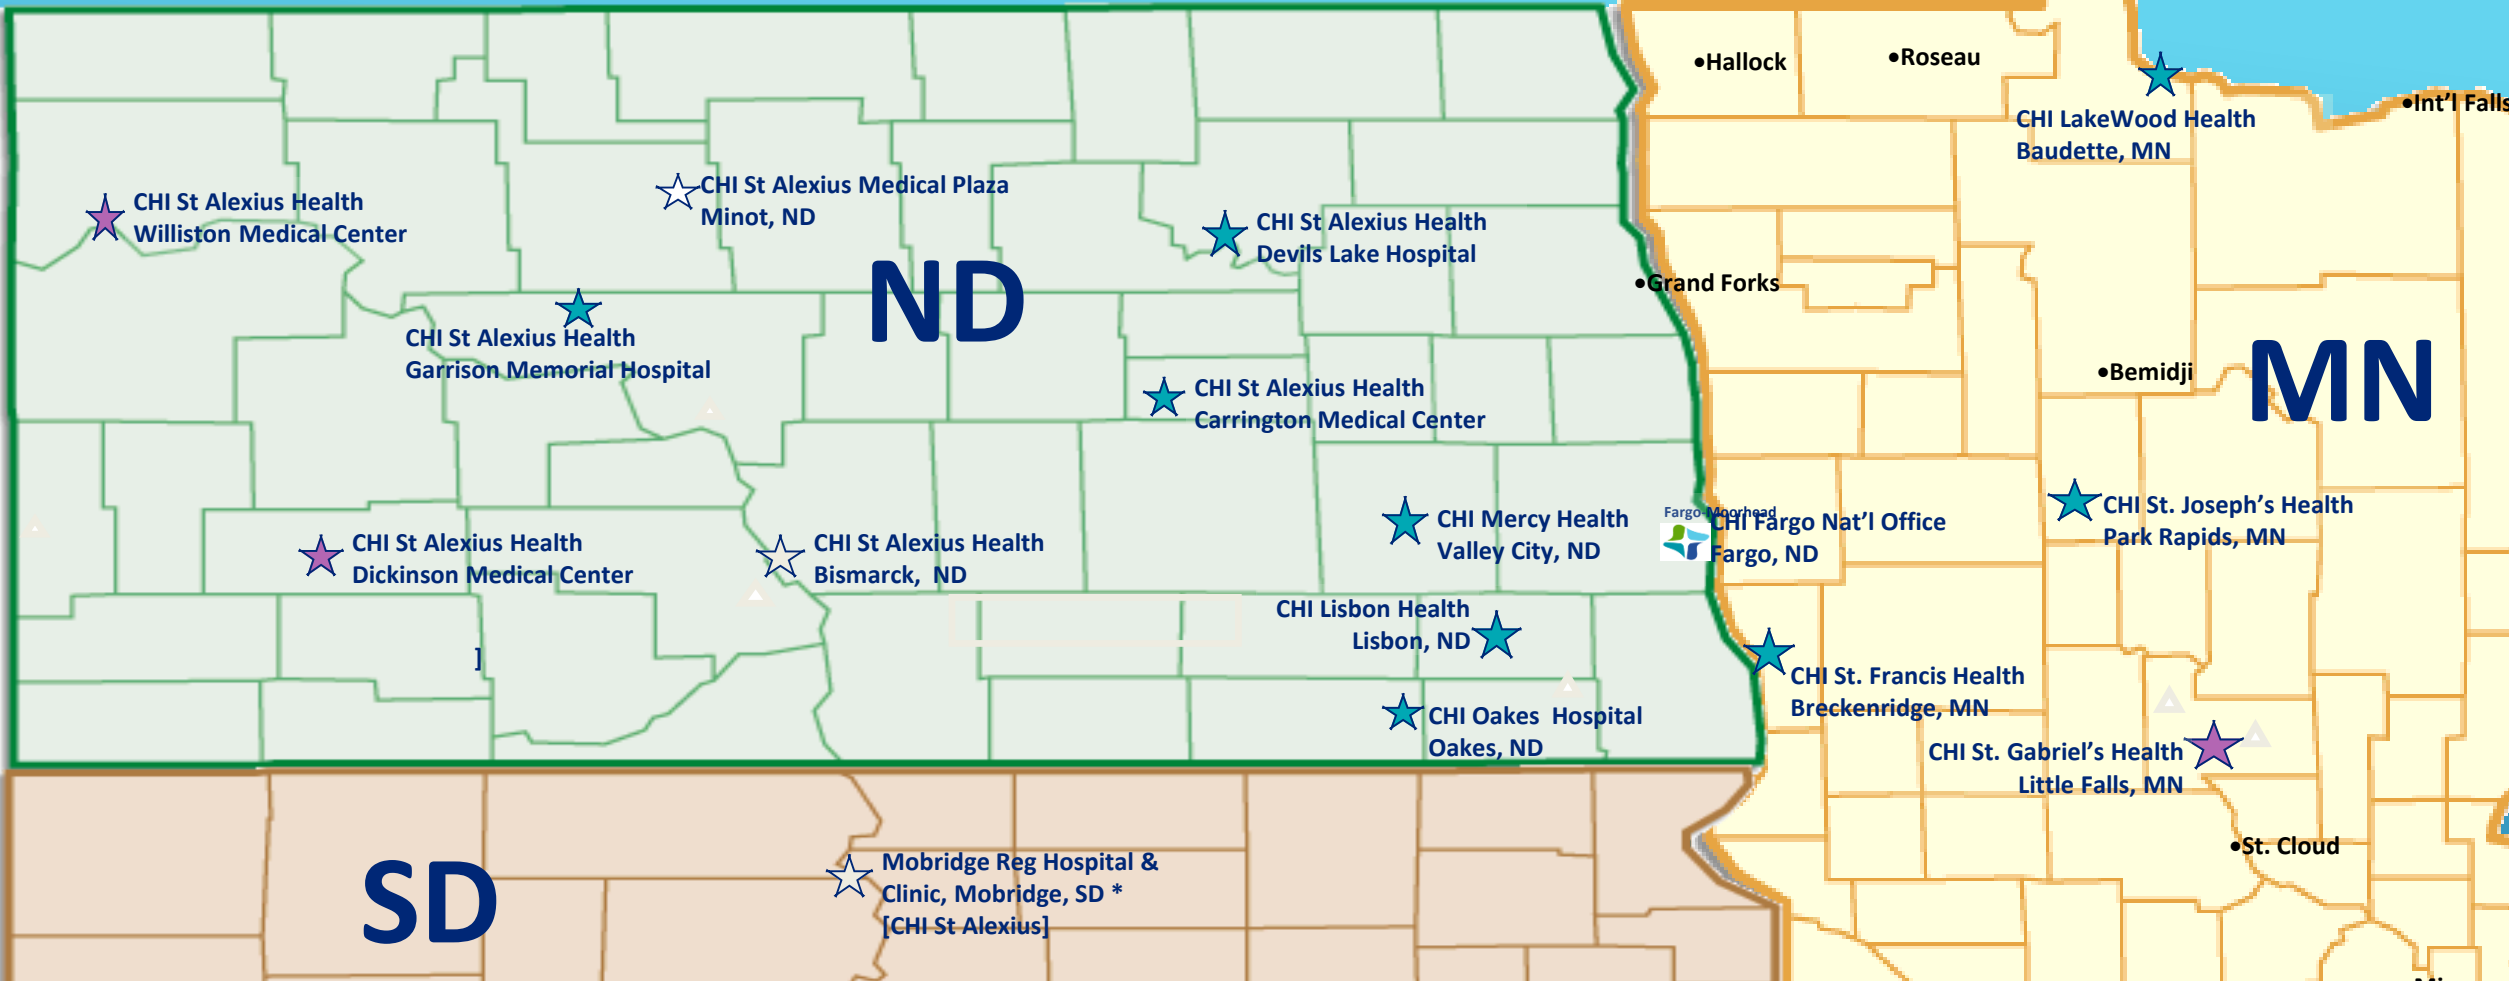 •Hallock
•Roseau
•Int'l Falls
CHI LakeWood Health
Baudette, MN
CHI St Alexius Health
Williston Medical Center
CHI St Alexius Medical Plaza
Minot, ND
CHI St Alexius Health
Devils Lake Hospital
ND
•Grand Forks
CHI St Alexius Health
Garrison Memorial Hospital
CHI St Alexius Health
Carrington Medical Center
•Bemidji
MN
CHI St Alexius Health
Dickinson Medical Center
CHI St Alexius Health
Bismarck, ND
CHI Mercy Health
Valley City, ND
Fargo-Moorhead
CHI Fargo Nat'l Office
Fargo, ND
CHI St. Joseph's Health
Park Rapids, MN
CHI Lisbon Health
Lisbon, ND
]
CHI St. Francis Health
Breckenridge, MN
CHI Oakes Hospital
Oakes, ND
CHI St. Gabriel's Health
Little Falls, MN
•St. Cloud
SD
Mobridge Reg Hospital &
Clinic, Mobridge, SD *
[CHI St Alexius]